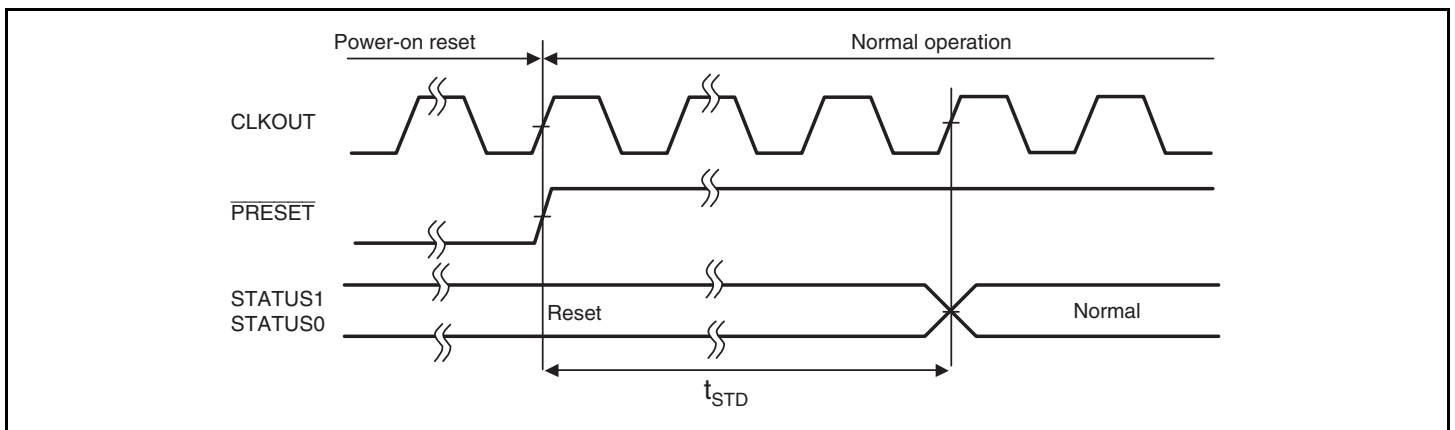 Power-on reset
Normal operation
CLKOUT
PRESET
STATUS1
STATUS0
Reset
Normal
tSTD